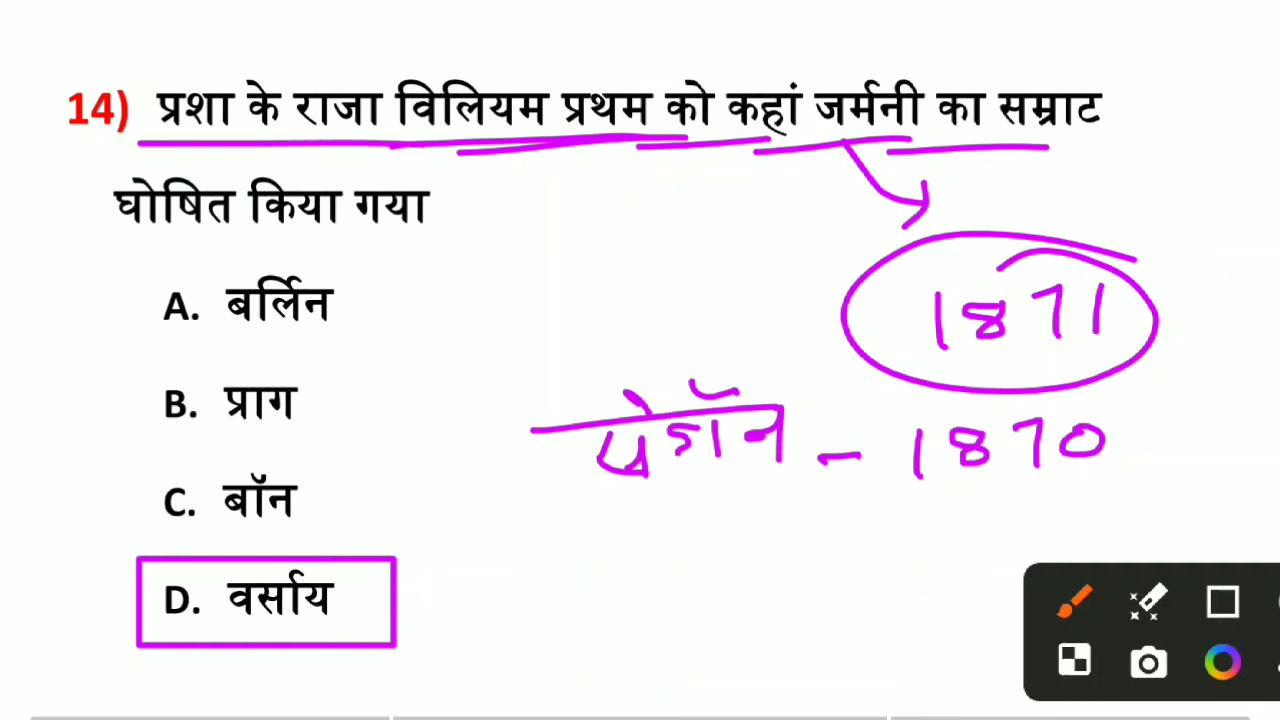 14) प्रशा के राजा विलियम प्रथम को कहां जर्मनी का सम्राट
घोषित किया गया
A. बर्लिन
1871
B. प्राग
सेडॉन - 1870
C. बॉन
D. वर्साय